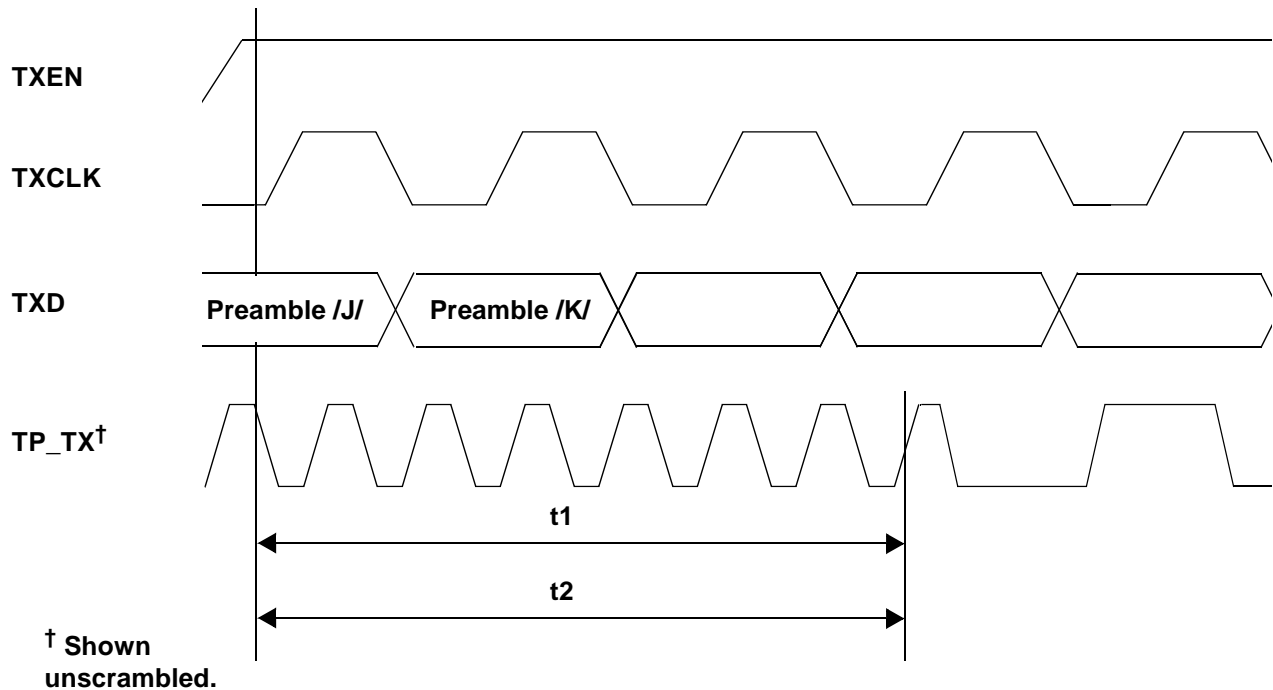 TXEN
TXCLK
TXD
Preamble /J/
Preamble /K/
TP_TX†
t1
t2
† Shown
unscrambled.